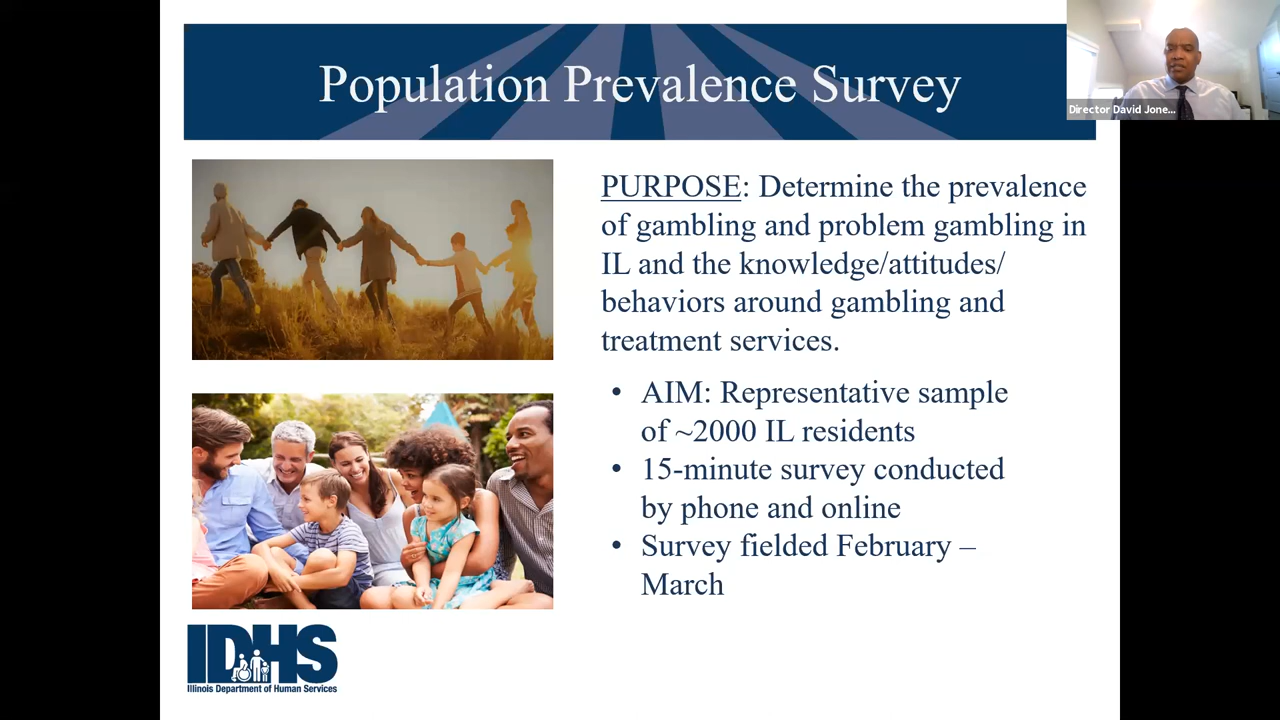 Population Prevalence Survey
Director David Jone...
PURPOSE: Determine the prevalence
of gambling and problem gambling in
IL and the knowledge/attitudes/
behaviors around gambling and
treatment services.
• AIM: Representative sample
of ~2000 IL residents
• 15-minute survey conducted
by phone and online
• Survey fielded February –
March
IDHS
Illinois Department of Human Services